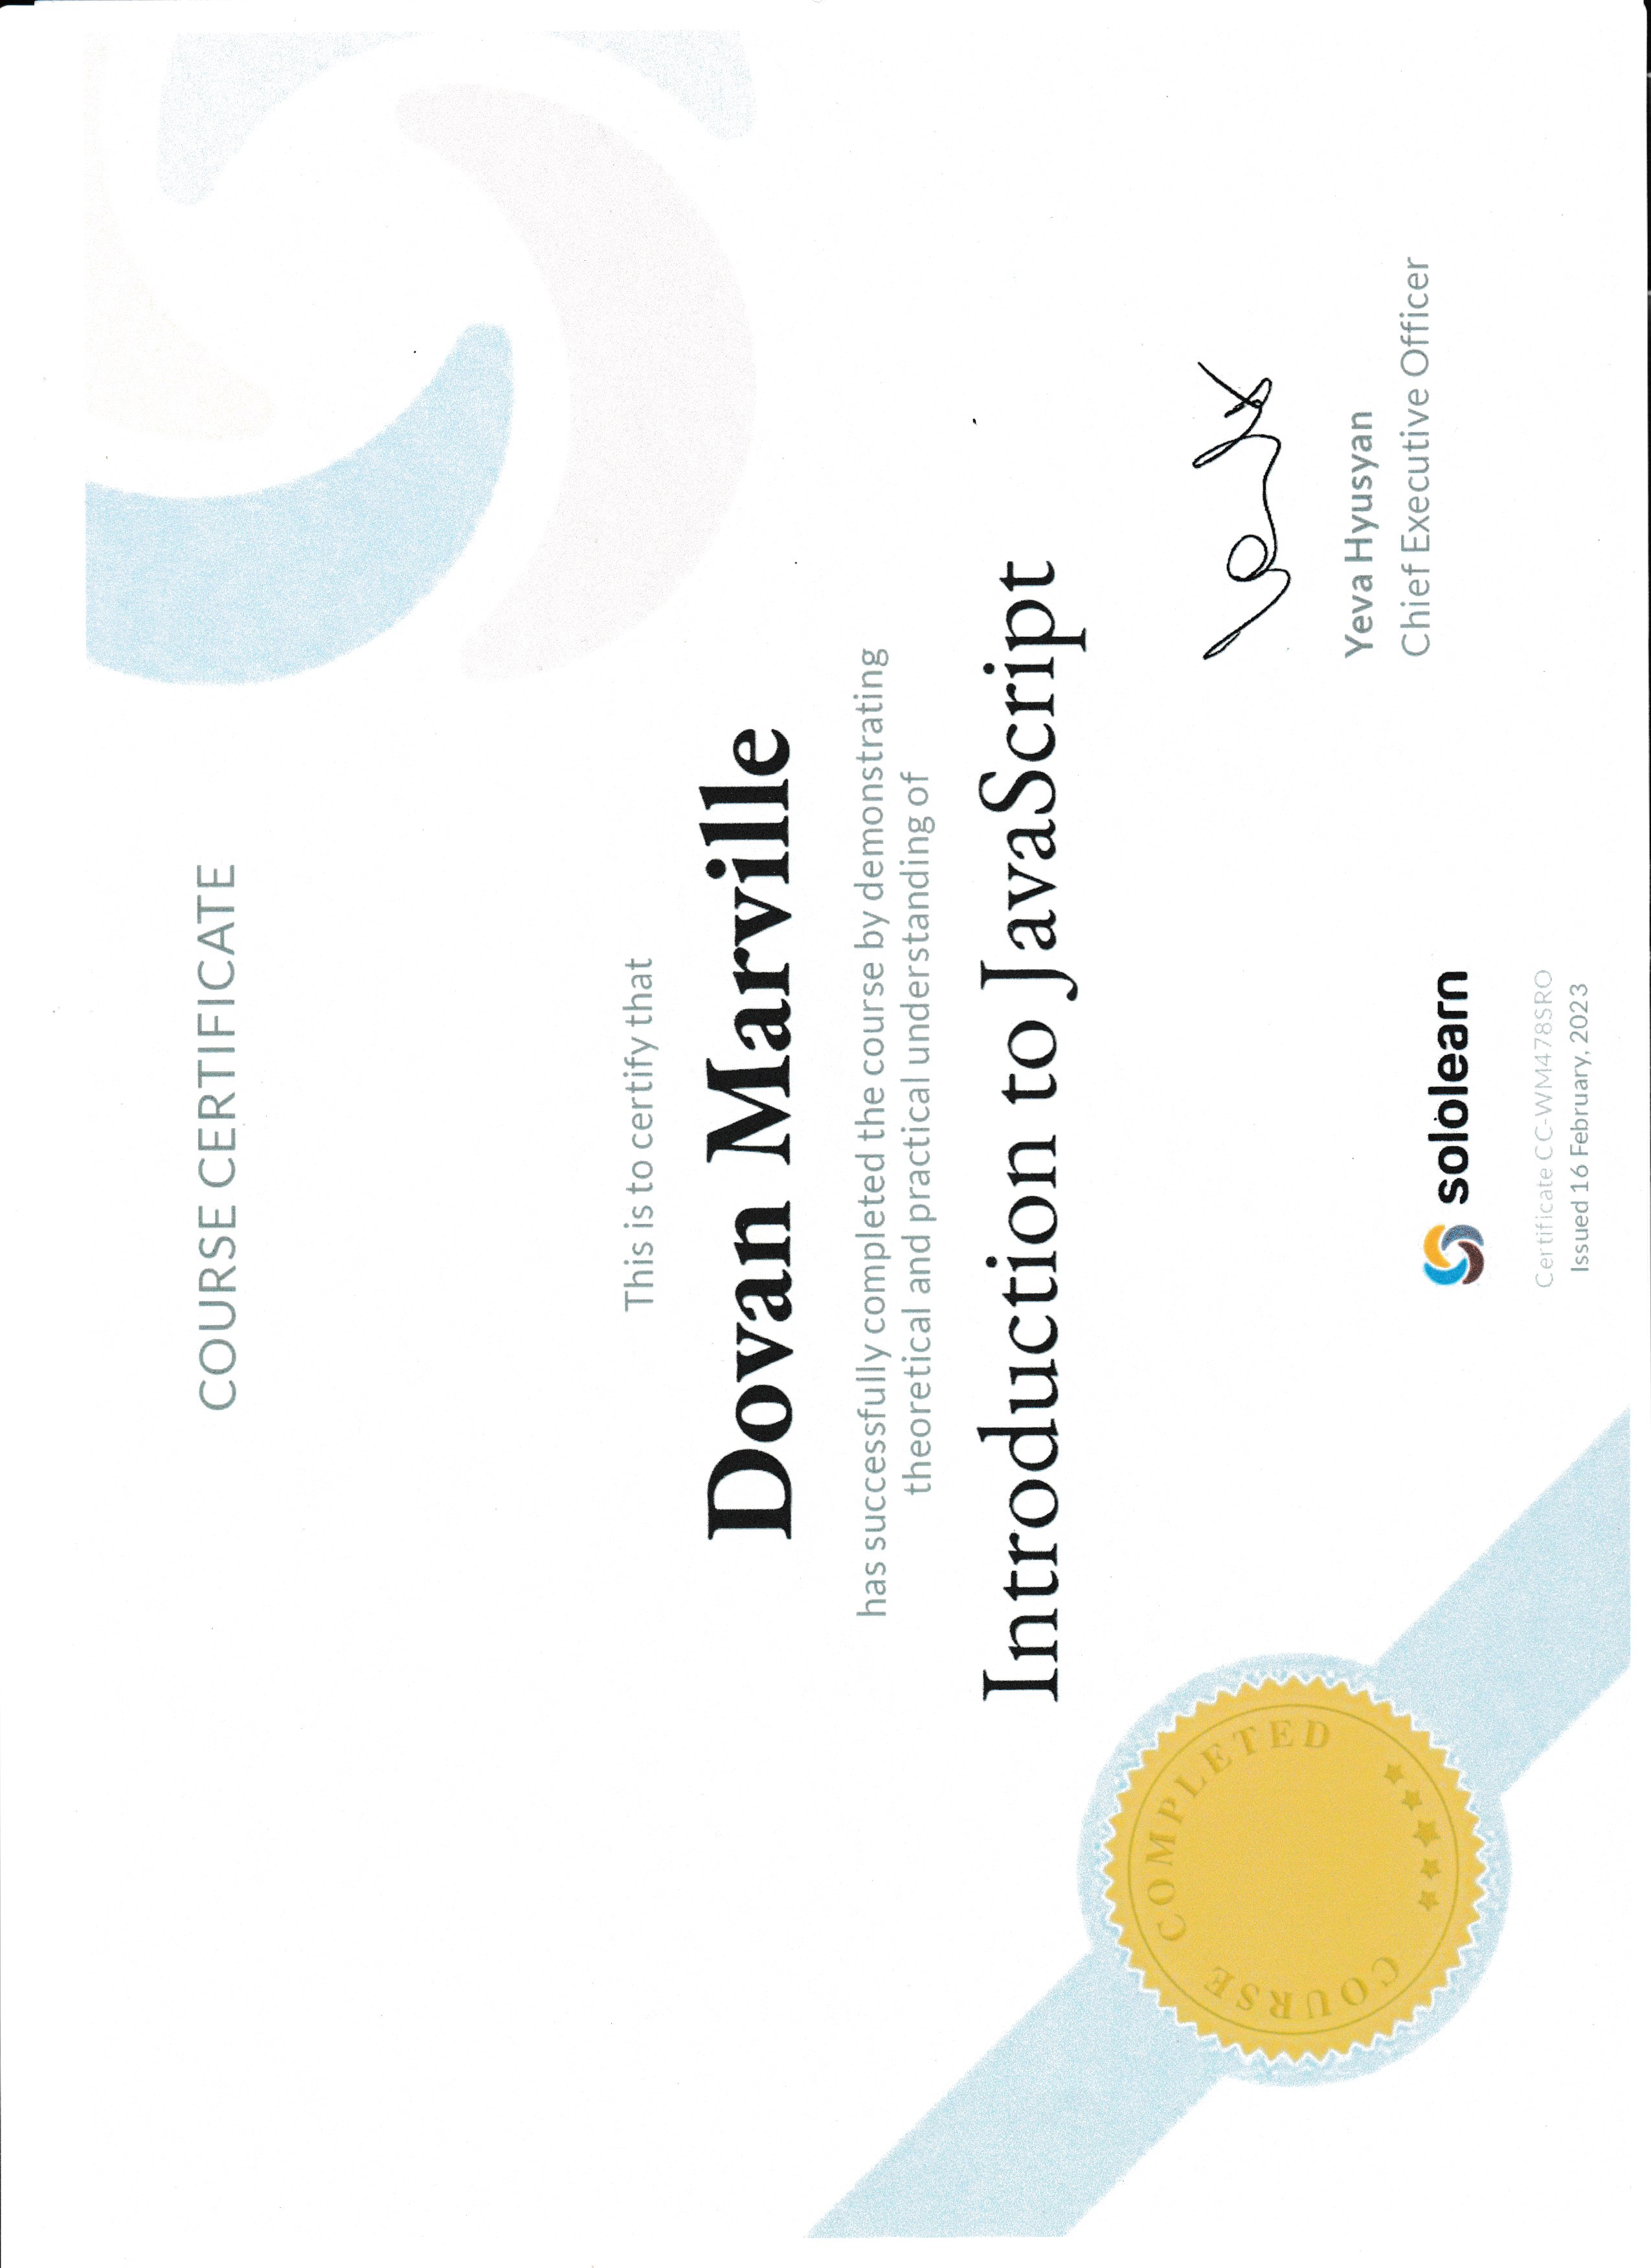 COURSE CERTIFICATE
This is to certify that
Dovan Marville
has successfully completed the course by demonstrating
theoretical and practical understanding of
Introduction to JavaScript
COURSE COMPLETED
Yeva Hyusyan
Chief Executive Officer
sololearn
Certificate CC-WM478SRO
Issued 16 February, 2023